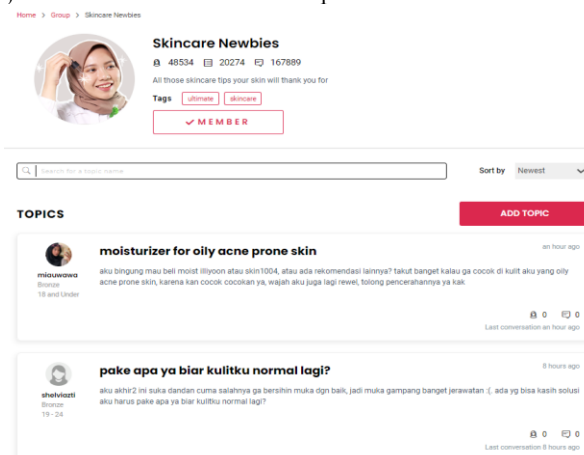 Home > Group > Skincare Newbies
Skincare Newbies
48534 20274 167889
All those skincare tips your skin will thank you for
Tags ultimate skincare
MEMBER
Search for a topic name
Sort by Newest
TOPICS
ADD TOPIC
moisturizer for oily acne prone skin
an hour ago
miauwawa
Bronze
18 and Under
aku bingung mau beli moist illiyoon atau skin1004, atau ada rekomendasi lainnya? takut banget kalau ga cocok di kulit aku yang oily
acne prone skin, karena kan cocok cocokan ya, wajah aku juga lagi rewel, tolong pencerahannya ya kak
0 0
Last conversation an hour ago
pake apa ya biar kulitku normal lagi?
8 hours ago
shelviazti
Bronze
19 - 24
aku akhir2 ini suka dandan cuma salahnya ga bersihin muka dgn baik, jadi muka gampang banget jerawatan :(. ada yg bisa kasih solusi
aku harus pake apa ya biar kulitku normal lagi?
0 0
Last conversation 8 hours ago